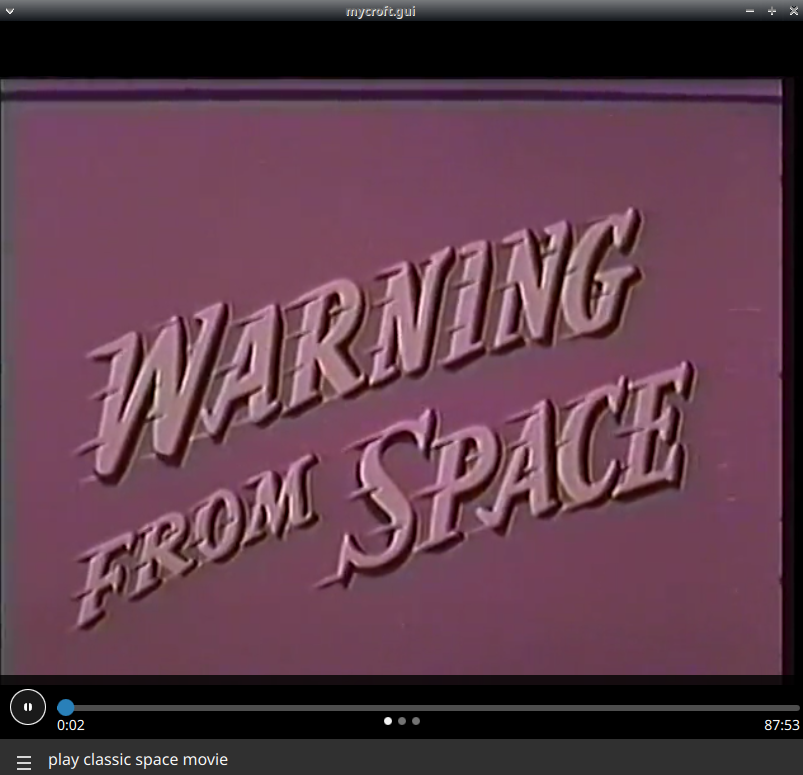 mycroft.gui
WARNING
FROM SPACE
0:02
87:53
play classic space movie